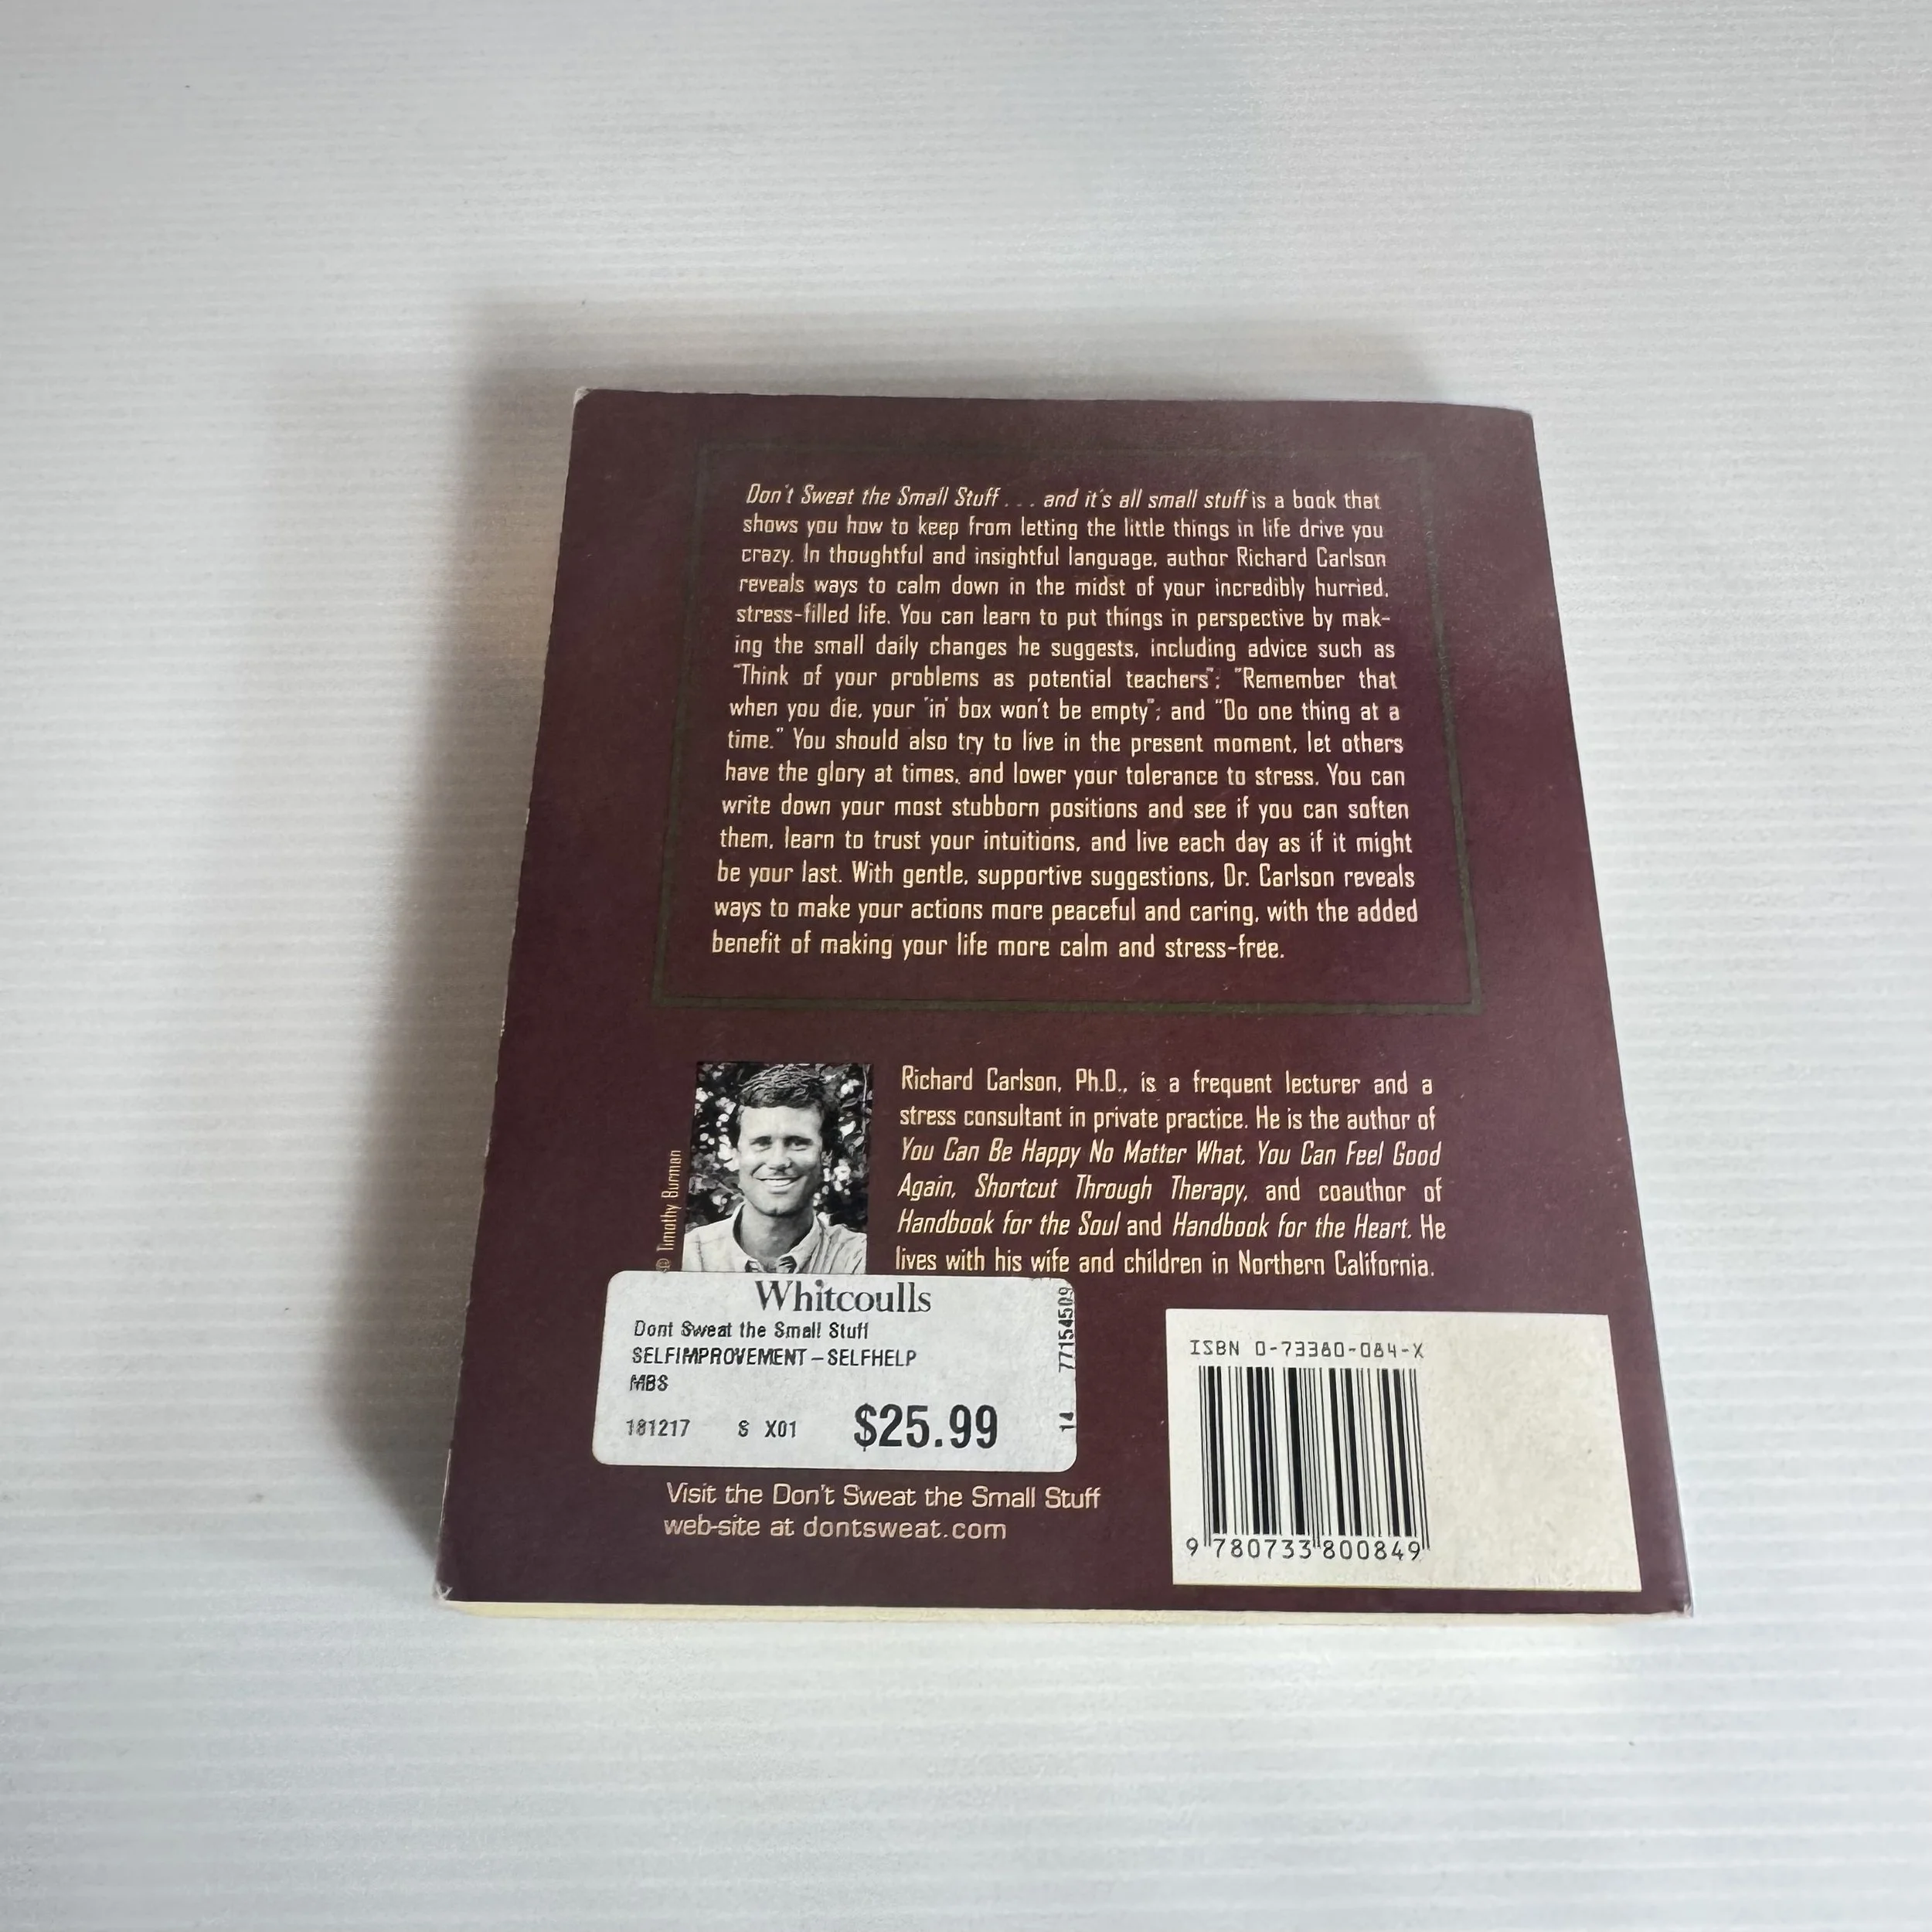 Don't Sweat the Small Stuff . . . and it's all small stuff is a book that
shows you how to keep from letting the little things in life drive you
crazy. In thoughtful and insightful language, author Richard Carlson
reveals ways to calm down in the midst of your incredibly hurried,
stress-filled life. You can learn to put things in perspective by mak-
ing the small daily changes he suggests, including advice such as
"Think of your problems as potential teachers"; "Remember that
when you die, your 'in' box won't be empty"; and "Do one thing at a
time." You should also try to live in the present moment, let others
have the glory at times, and lower your tolerance to stress. You can
write down your most stubborn positions and see if you can soften
them, learn to trust your intuitions, and live each day as if it might
be your last. With gentle, supportive suggestions, Dr. Carlson reveals
ways to make your actions more peaceful and caring, with the added
benefit of making your life more calm and stress-free.
© Timothy Burman
Richard Carlson, Ph.D., is a frequent lecturer and a
stress consultant in private practice. He is the author of
You Can Be Happy No Matter What, You Can Feel Good
Again, Shortcut Through Therapy, and coauthor of
Handbook for the Soul and Handbook for the Heart. He
lives with his wife and children in Northern California.
Whitcoulls
Dont Sweat the Small Stuff
SELFIMPROVEMENT-SELFHELP
MBS
181217 S X01 $25.99
14 77154509
Visit the Don't Sweat the Small Stuff
web-site at dontsweat.com
ISBN 0-73380-084-X
9 780733 800849